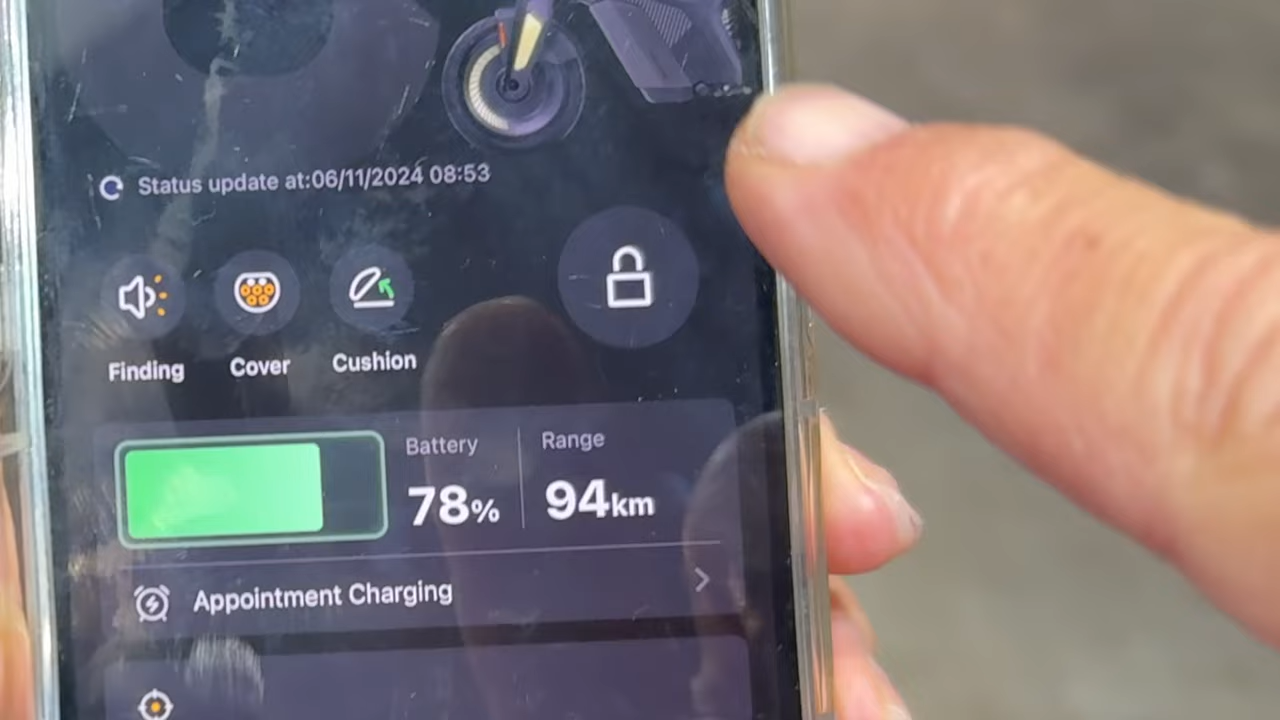 Status update at:06/11/2024 08:53
Finding Cover Cushion
Battery Range
78% 94km
Appointment Charging